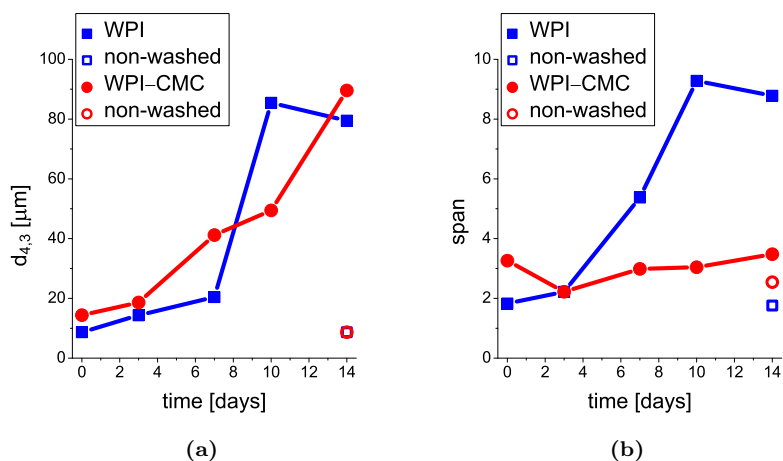 WPI
non-washed
WPI–CMC
non-washed
100
80
60
40
20
0
d4,3 [μm]
0 2 4 6 8 10 12 14
time [days]
(a)
WPI
non-washed
WPI–CMC
non-washed
10
8
6
4
2
0
span
0 2 4 6 8 10 12 14
time [days]
(b)